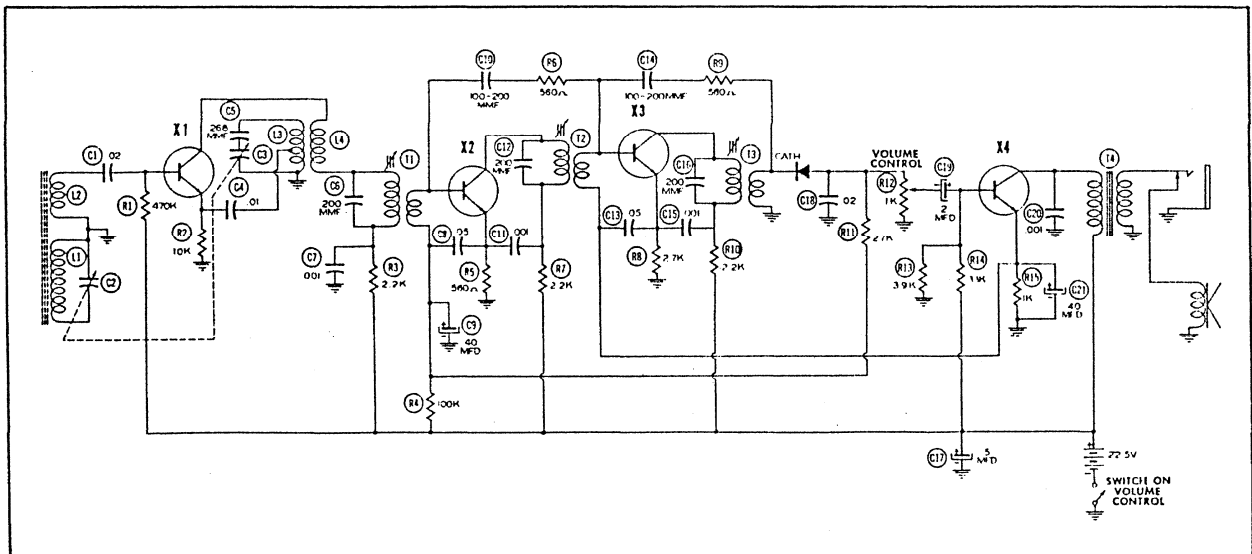 C10
100-200
MMF
R6
560Ω
C14
100-200MMF
R9
560Ω
X1
C5
268
MMF
C3
L3
L4
C1
.02
L2
R1
470K
C4
.01
R2
10K
L1
C2
T1
C6
200
MMF
C7
.001
R3
2.2K
X2
C12
200
MMF
T2
.05
C11
.001
R5
560Ω
R7
2.2K
C9
40
MFD
R4
100K
X3
C16
200
MMF
T3
C13
.05
C15
.001
R8
2.7K
R10
2.2K
CATH
C18
.02
VOLUME
CONTROL
R12
1K
R11
2.7K
C19
2
MFD
X4
C20
.001
T4
R13
3.9K
R14
R15
1K
C21
40
MFD
C17
5
MFD
22.5V
SWITCH ON
VOLUME
CONTROL